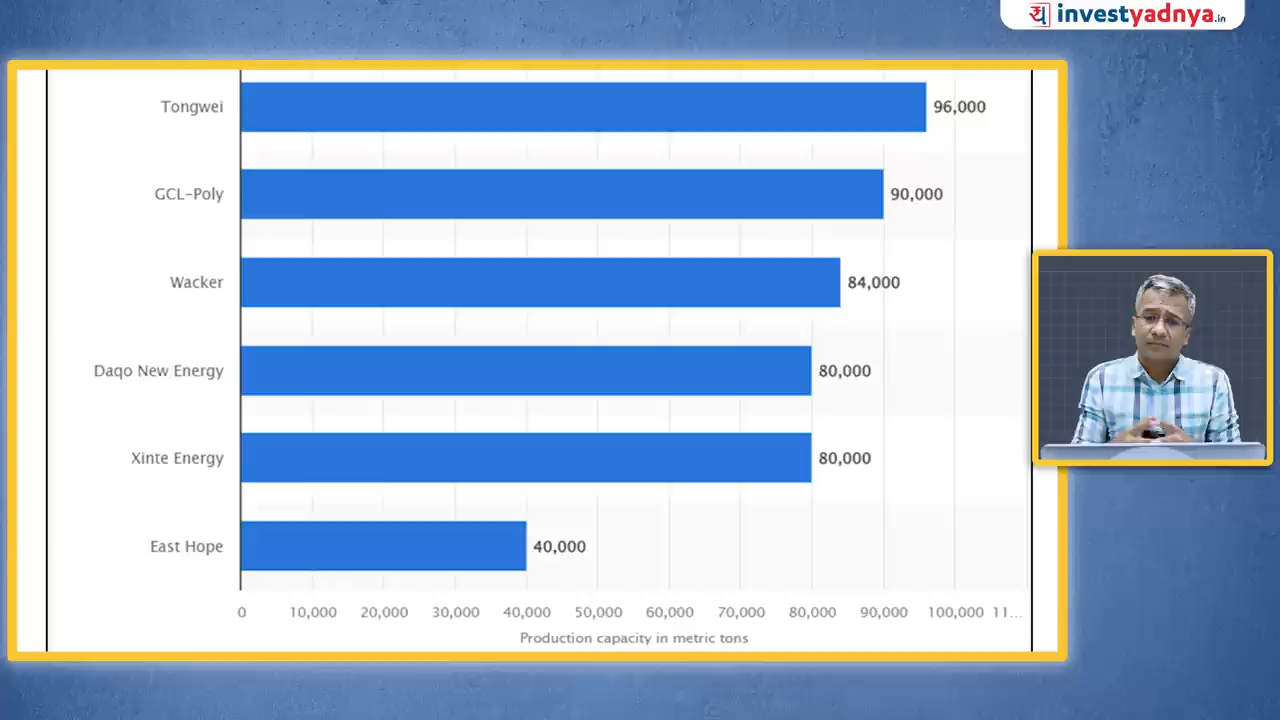 य investyadnya.in
Tongwei 96,000
GCL-Poly 90,000
Wacker 84,000
Daqo New Energy 80,000
Xinte Energy 80,000
East Hope 40,000
0 10,000 20,000 30,000 40,000 50,000 60,000 70,000 80,000 90,000 100,000 11...
Production capacity in metric tons